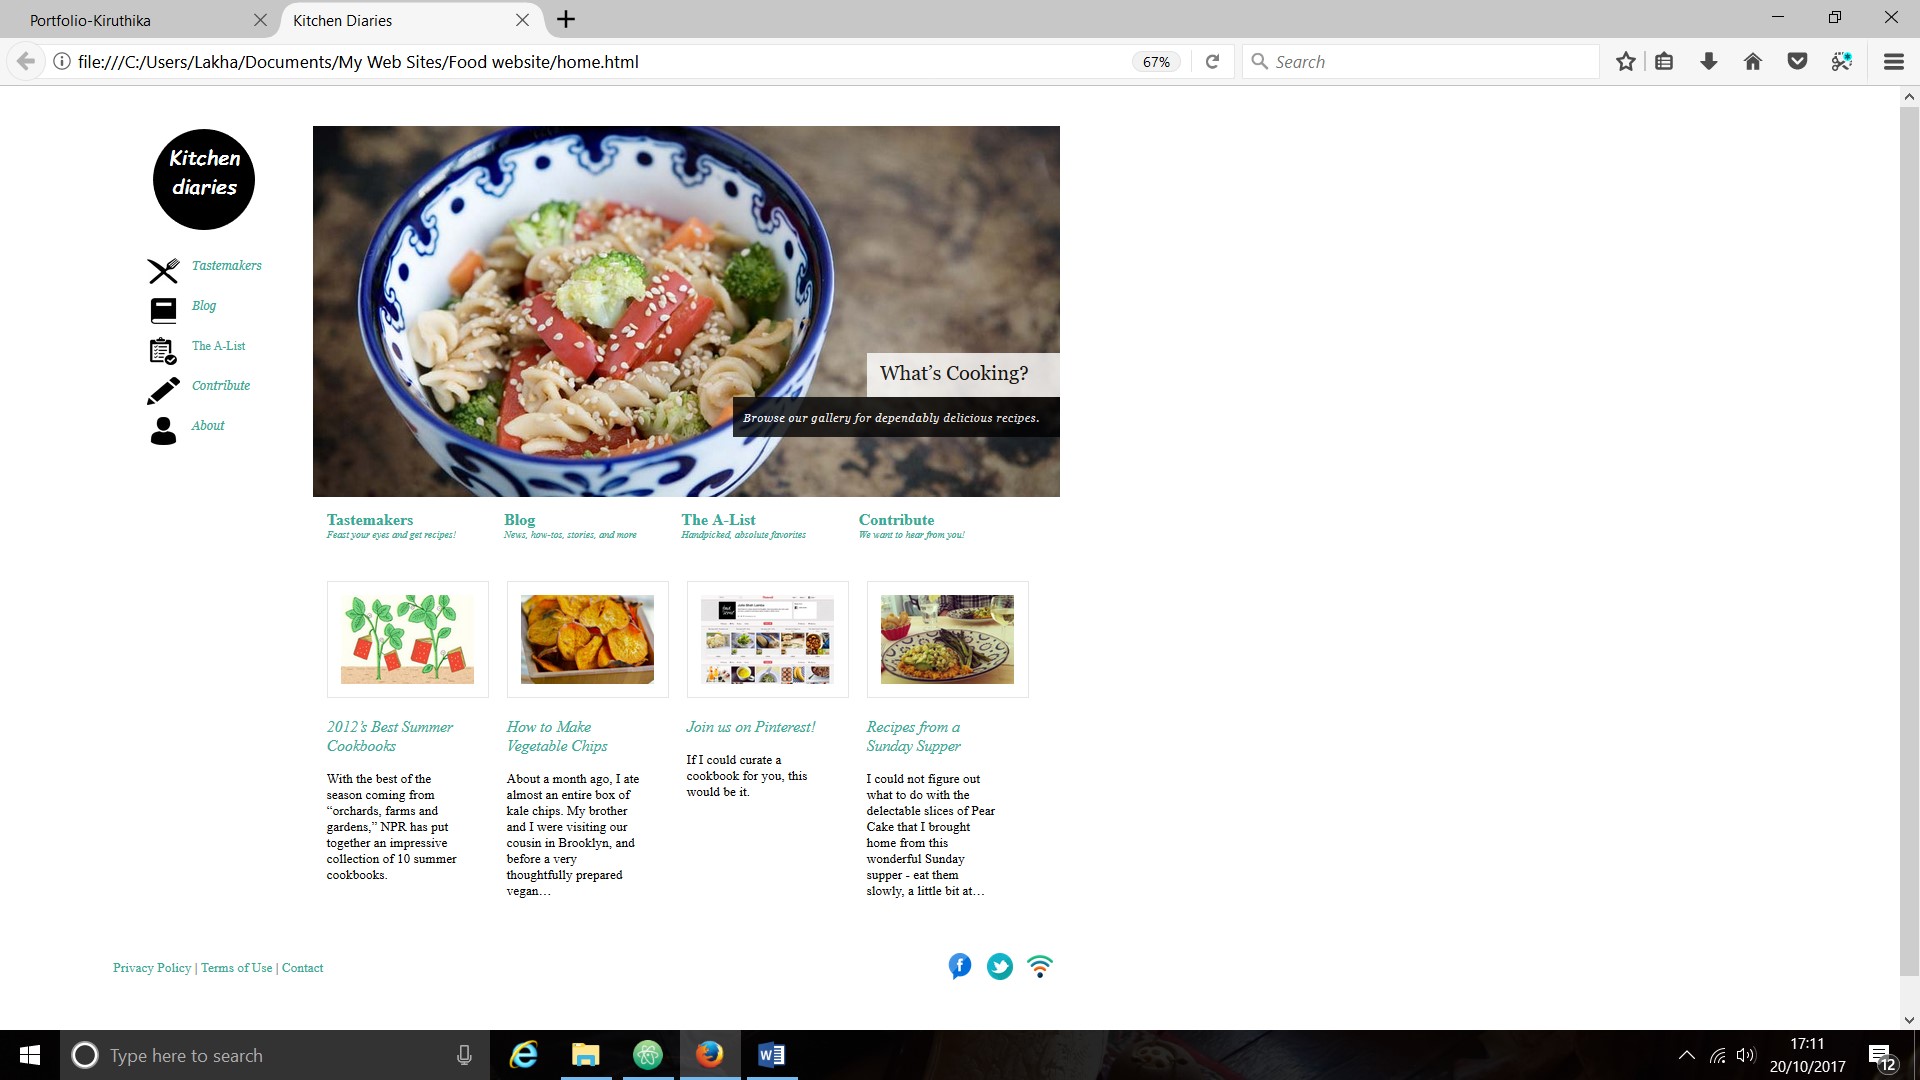 Portfolio-Kiruthika
Kitchen Diaries
file:///C:/Users/Lakha/Documents/My Web Sites/Food website/home.html
67%
Search
Kitchen
diaries
Tastemakers
Blog
The A-List
Contribute
About
What’s Cooking?
Browse our gallery for dependably delicious recipes.
Tastemakers
Feast your eyes and get recipes!
Blog
News, how-tos, stories, and more
The A-List
Handpicked, absolute favorites
Contribute
We want to hear from you!
2012’s Best Summer
Cookbooks
With the best of the
season coming from
“orchards, farms and
gardens,” NPR has put
together an impressive
collection of 10 summer
cookbooks.
How to Make
Vegetable Chips
About a month ago, I ate
almost an entire box of
kale chips. My brother
and I were visiting our
cousin in Brooklyn, and
before a very
thoughtfully prepared
vegan…
Join us on Pinterest!
If I could curate a
cookbook for you, this
would be it.
Recipes from a
Sunday Supper
I could not figure out
what to do with the
delectable slices of Pear
Cake that I brought
home from this
wonderful Sunday
supper - eat them
slowly, a little bit at…
Privacy Policy | Terms of Use | Contact
Type here to search
17:11
20/10/2017
12